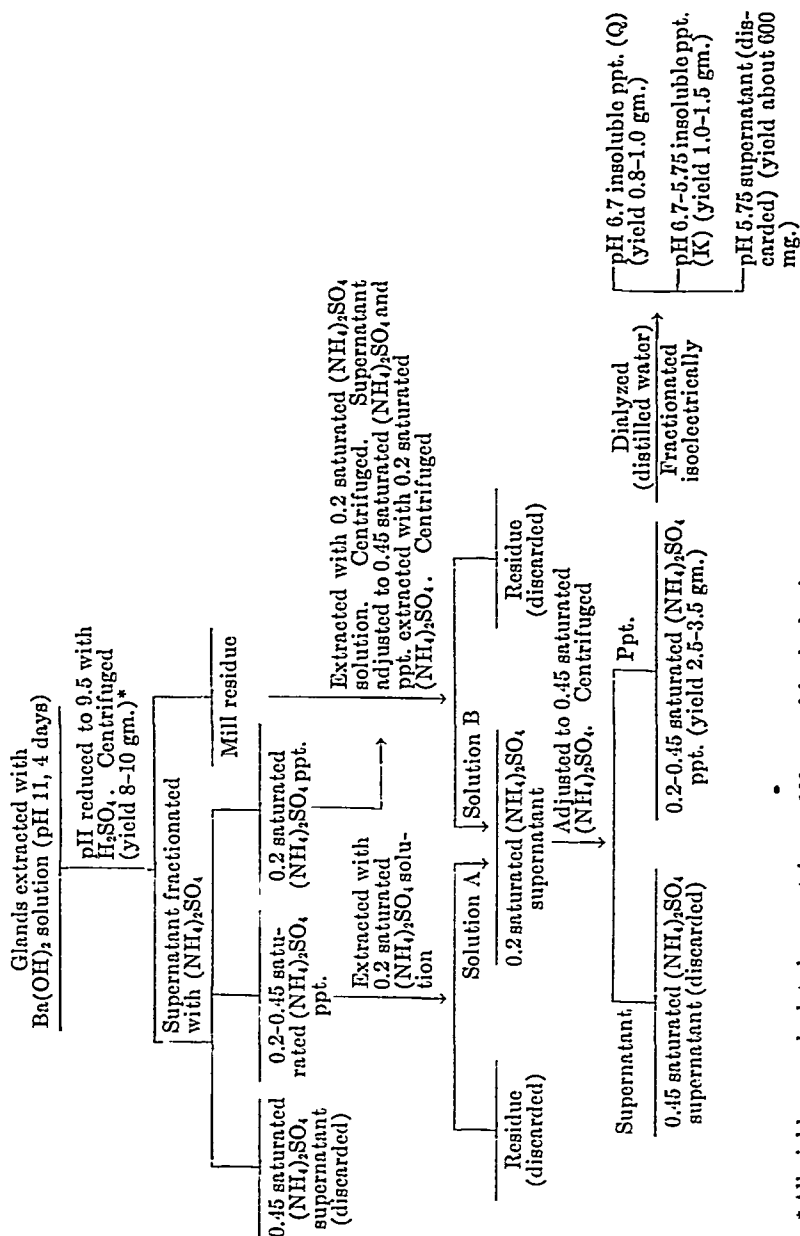 Glands extracted with
Ba(OH)₂ solution (pH 11, 4 days)
pH reduced to 9.5 with
H₂SO₄. Centrifuged
(yield 8-10 gm.)*
Supernatant fractionated
with (NH₄)₂SO₄
Mill residue
0.45 saturated
(NH₄)₂SO₄
supernatant
(discarded)
0.2-0.45 satu-
rated (NH₄)₂SO₄
ppt.
0.2 saturated
(NH₄)₂SO₄ ppt.
Extracted with
0.2 saturated
(NH₄)₂SO₄ solu-
tion
Extracted with 0.2 saturated (NH₄)₂SO₄
solution. Centrifuged. Supernatant
adjusted to 0.45 saturated (NH₄)₂SO₄ and
ppt. extracted with 0.2 saturated
(NH₄)₂SO₄. Centrifuged
Solution A
Solution B
Residue
(discarded)
0.2 saturated (NH₄)₂SO₄
supernatant
Residue
(discarded)
Adjusted to 0.45 saturated
(NH₄)₂SO₄. Centrifuged
Supernatant
Ppt.
0.45 saturated (NH₄)₂SO₄
supernatant (discarded)
0.2-0.45 saturated (NH₄)₂SO₄
ppt. (yield 2.5-3.5 gm.)
Dialyzed
(distilled water)
Fractionated
isoelectrically
pH 6.7 insoluble ppt. (Q)
(yield 0.8-1.0 gm.)
pH 6.7-5.75 insoluble ppt.
(K) (yield 1.0-1.5 gm.)
pH 5.75 supernatant (dis-
carded) (yield about 600
mg.)